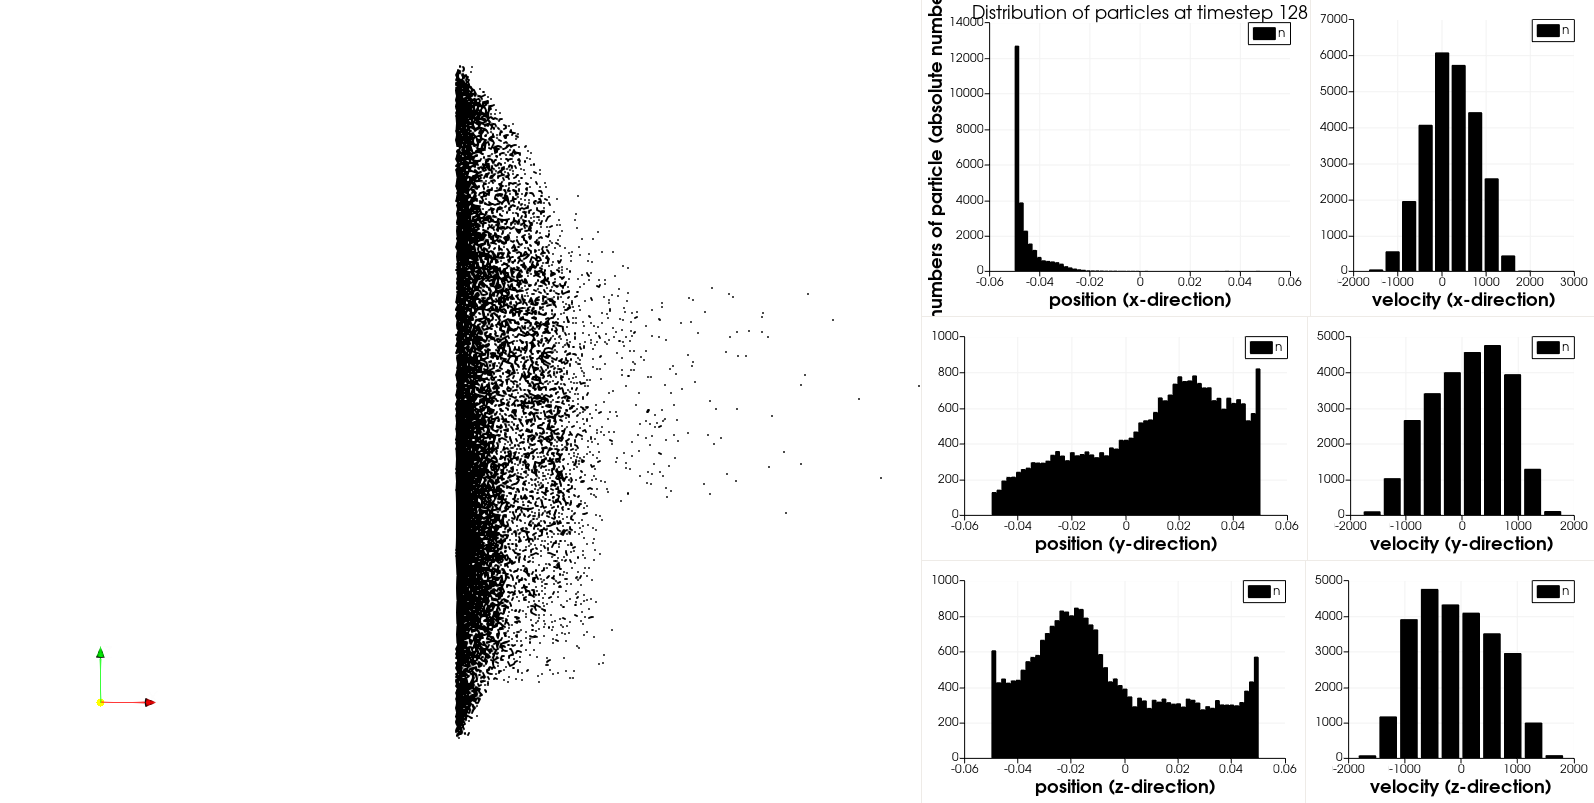 Distribution of particles at timestep 128
numbers of particle (absolute numbe
14000
12000
10000
8000
6000
4000
2000
0
-0.06 -0.04 -0.02 0 0.02 0.04 0.06
position (x-direction)
n
7000
6000
5000
4000
3000
2000
1000
0
-2000 -1000 0 1000 2000 3000
velocity (x-direction)
n
1000
800
600
400
200
0
-0.06 -0.04 -0.02 0 0.02 0.04 0.06
position (y-direction)
n
5000
4000
3000
2000
1000
0
-2000 -1000 0 1000 2000
velocity (y-direction)
n
1000
800
600
400
200
0
-0.06 -0.04 -0.02 0 0.02 0.04 0.06
position (z-direction)
n
5000
4000
3000
2000
1000
0
-2000 -1000 0 1000 2000
velocity (z-direction)
n